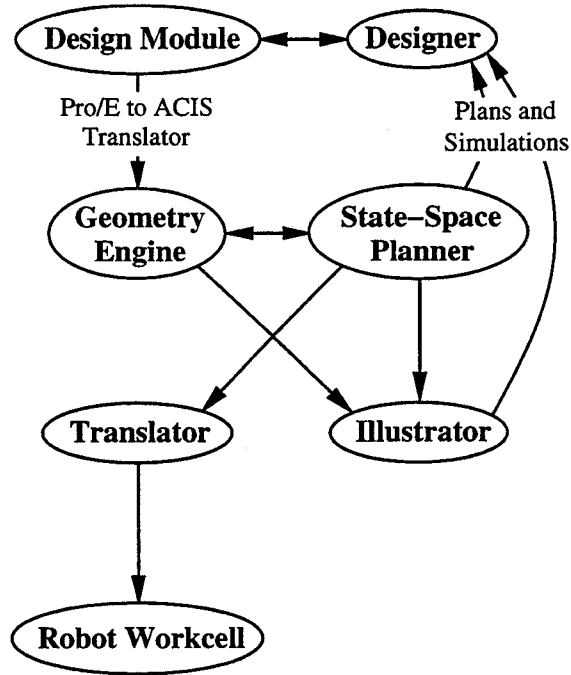 Design Module
Designer
Pro/E to ACIS
Translator
Plans and
Simulations
Geometry
Engine
State-Space
Planner
Translator
Illustrator
Robot Workcell